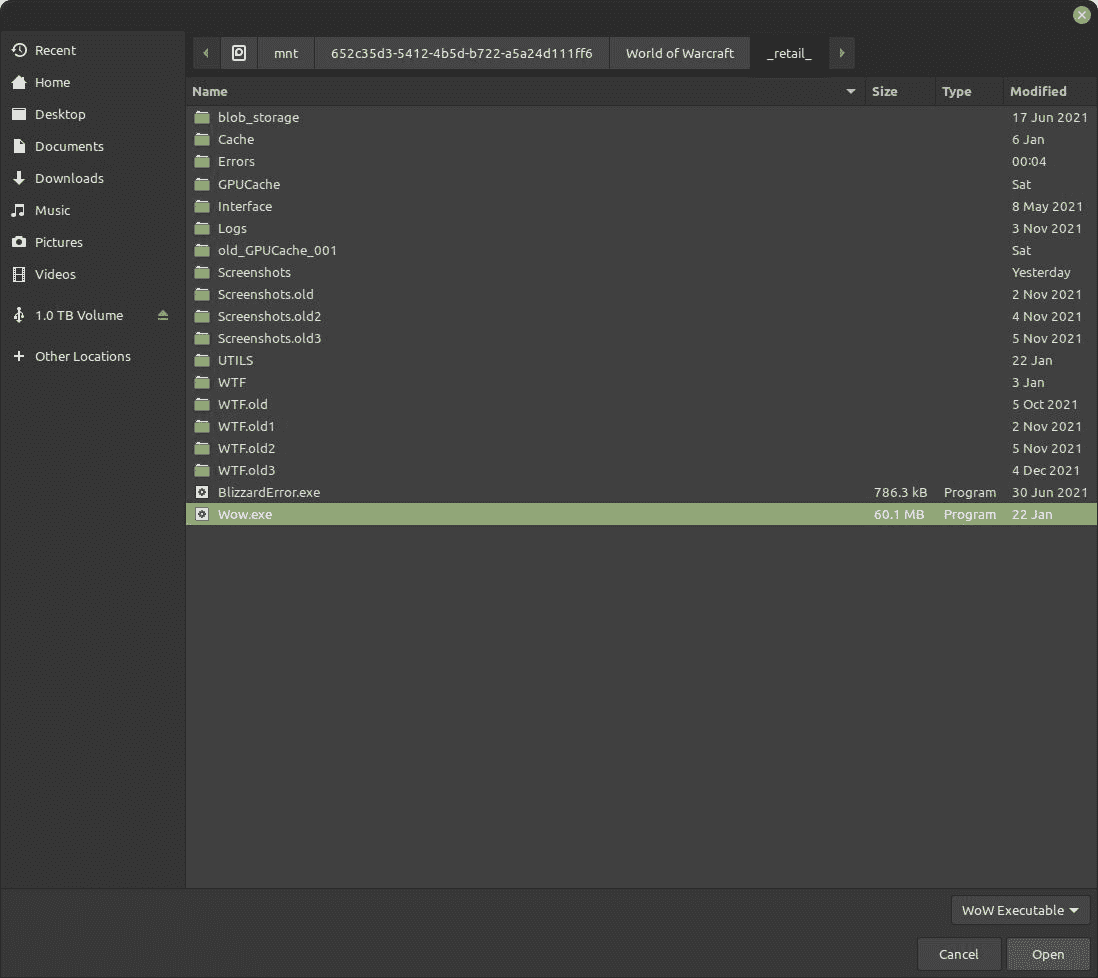 Recent
Home
Desktop
Documents
Downloads
Music
Pictures
Videos
1.0 TB Volume
Other Locations
mnt 652c35d3-5412-4b5d-b722-a5a24d111ff6 World of Warcraft _retail_
Name Size Type Modified
blob_storage 17 Jun 2021
Cache 6 Jan
Errors 00:04
GPUCache Sat
Interface 8 May 2021
Logs 3 Nov 2021
old_GPUCache_001 Sat
Screenshots Yesterday
Screenshots.old 2 Nov 2021
Screenshots.old2 4 Nov 2021
Screenshots.old3 5 Nov 2021
UTILS 22 Jan
WTF 3 Jan
WTF.old 5 Oct 2021
WTF.old1 2 Nov 2021
WTF.old2 5 Nov 2021
WTF.old3 4 Dec 2021
BlizzardError.exe 786.3 kB Program 30 Jun 2021
Wow.exe 60.1 MB Program 22 Jan
WoW Executable
Cancel Open